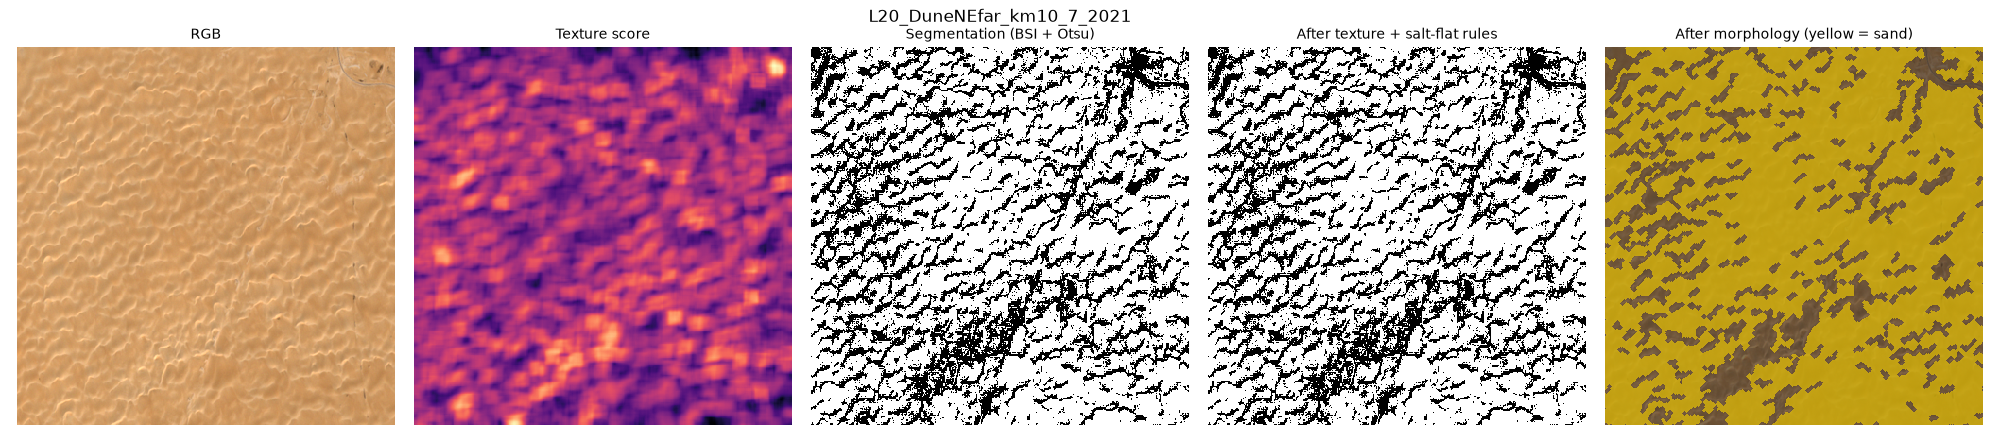 L20_DuneNEfar_km10_7_2021
RGB
Texture score
Segmentation (BSI + Otsu)
After texture + salt-flat rules
After morphology (yellow = sand)